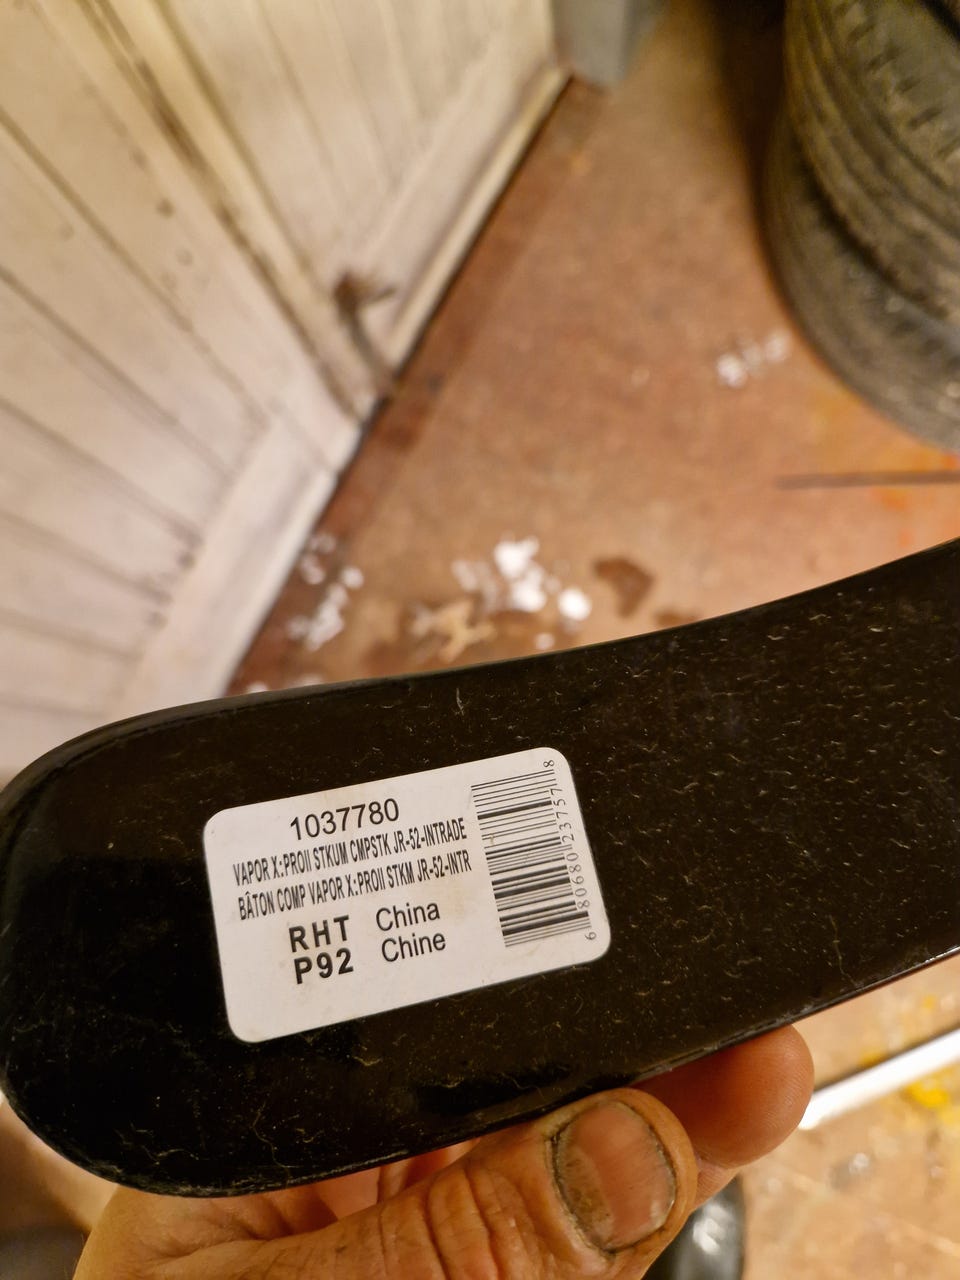 1037780
VAPOR X:PROII STKUM CMPSTK JR-52-INTRADE
BÂTON COMP VAPOR X:PROII STKM JR-52-INTR
RHT China
P92 Chine
6 80680 23757 8